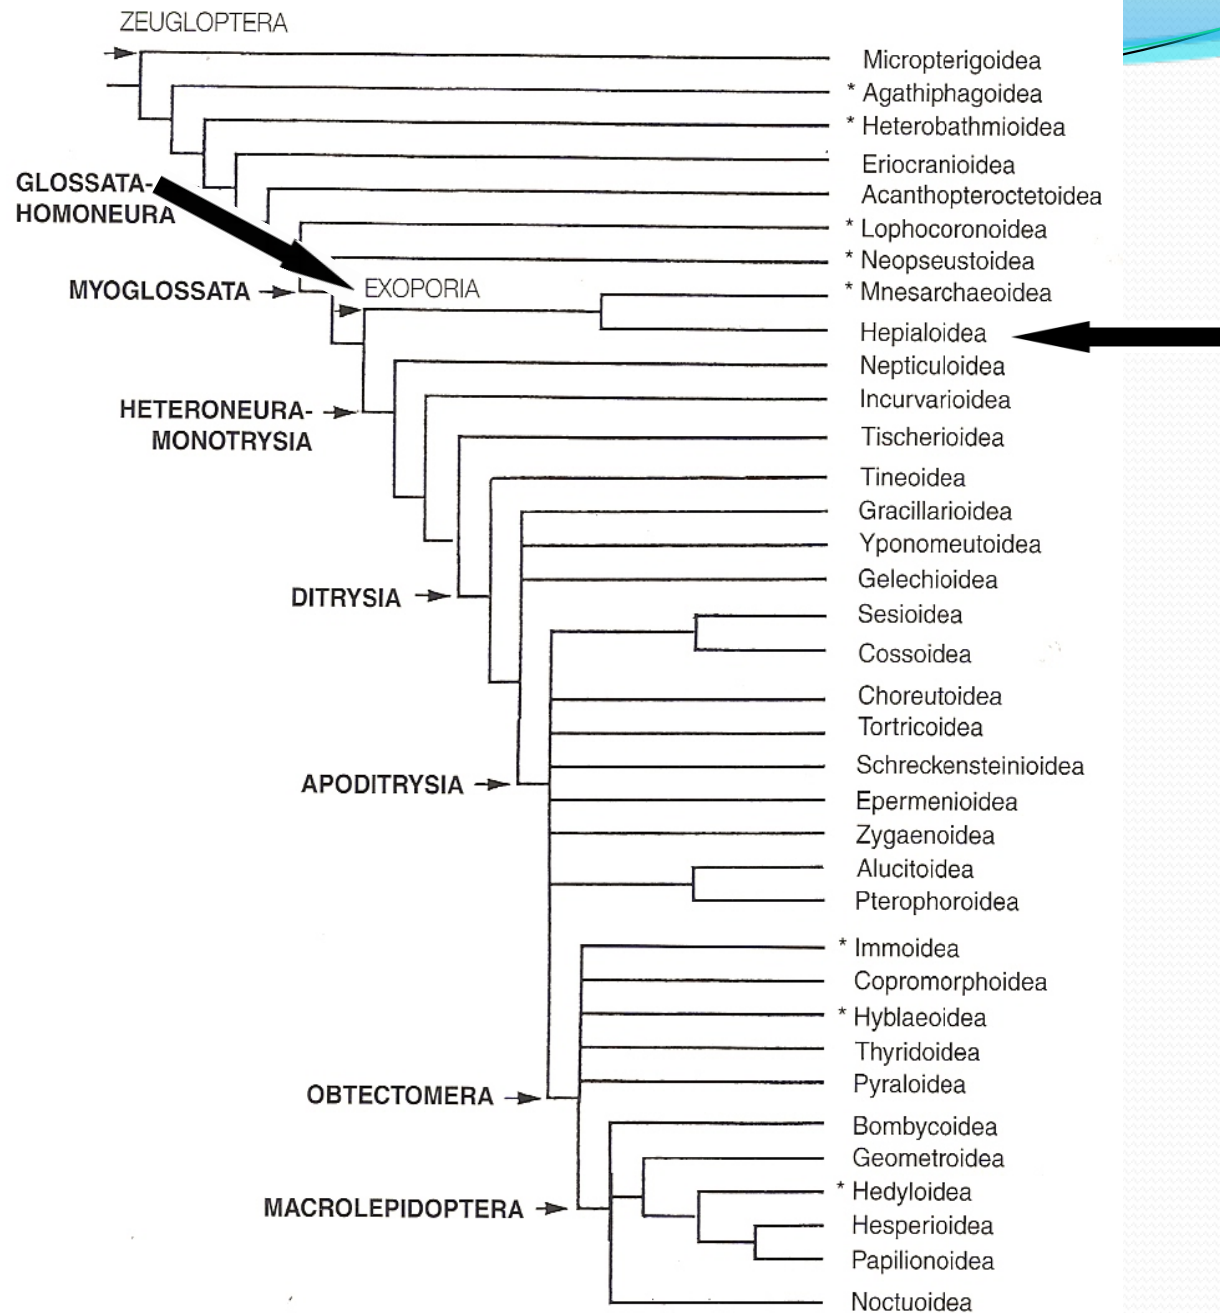 ZEUGLOPTERA
Micropterigoidea
* Agathiphagoidea
* Heterobathmioidea
Eriocranioidea
GLOSSATA-
HOMONEURA
Acanthopteroctetoidea
* Lophocoronoidea
* Neopseustoidea
MYOGLOSSATA
EXOPORIA
* Mnesarchaeoidea
Hepialoidea
Nepticuloidea
HETERONEURA-
MONOTRYSIA
Incurvarioidea
Tischerioidea
Tineoidea
Gracillarioidea
Yponomeutoidea
Gelechioidea
DITRYSIA
Sesioidea
Cossoidea
Choreutoidea
Tortricoidea
Schreckensteinioidea
APODITRYSIA
Epermenioidea
Zygaenoidea
Alucitoidea
Pterophoroidea
* Immoidea
Copromorphoidea
* Hyblaeoidea
Thyridoidea
Pyraloidea
OBTECTOMERA
Bombycoidea
Geometroidea
* Hedyloidea
MACROLEPIDOPTERA
Hesperioidea
Papilionoidea
Noctuoidea